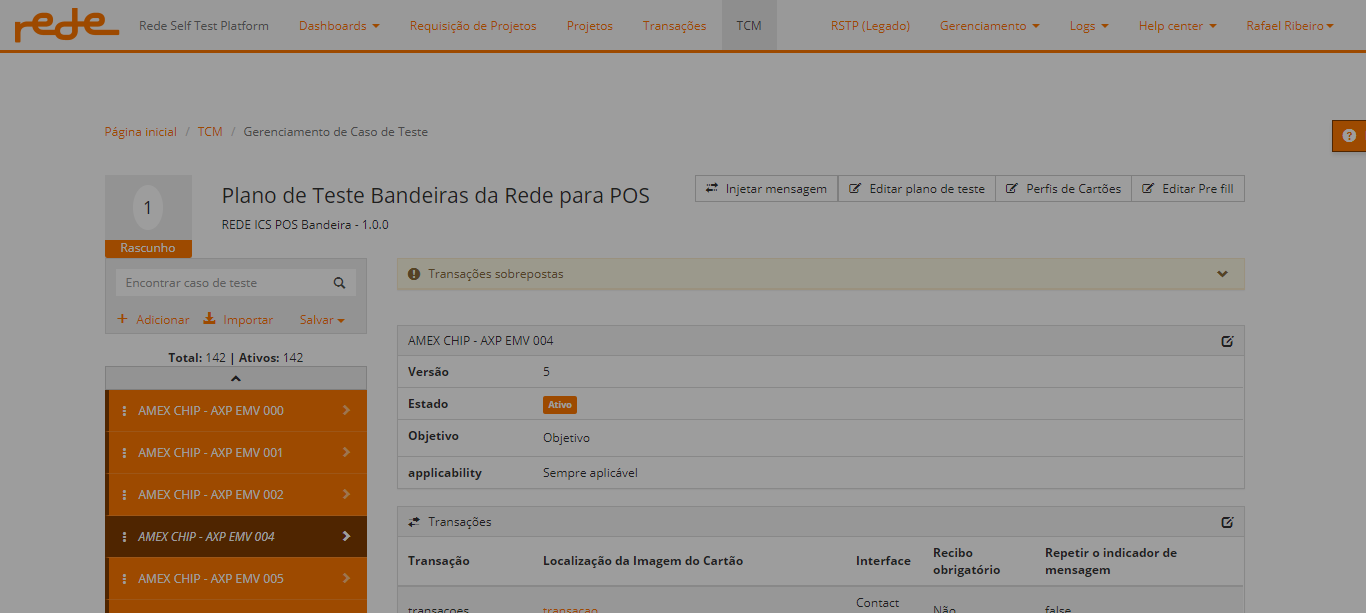 rede Rede Self Test Platform Dashboards Requisição de Projetos Projetos Transações TCM RSTP (Legado) Gerenciamento Logs Help center Rafael Ribeiro
Página inicial / TCM / Gerenciamento de Caso de Teste
1
Rascunho
Plano de Teste Bandeiras da Rede para POS
REDE ICS POS Bandeira - 1.0.0
Injetar mensagem Editar plano de teste Perfis de Cartões Editar Pre fill
Encontrar caso de teste
+ Adicionar Importar Salvar
Total: 142 | Ativos: 142
AMEX CHIP - AXP EMV 000
AMEX CHIP - AXP EMV 001
AMEX CHIP - AXP EMV 002
AMEX CHIP - AXP EMV 004
AMEX CHIP - AXP EMV 005
Transações sobrepostas
AMEX CHIP - AXP EMV 004
Versão 5
Estado Ativo
Objetivo Objetivo
applicability Sempre aplicável
Transações
Transação Localização da Imagem do Cartão Interface Recibo obrigatório Repetir o indicador de mensagem
transacoes transacao Contact Não false
?